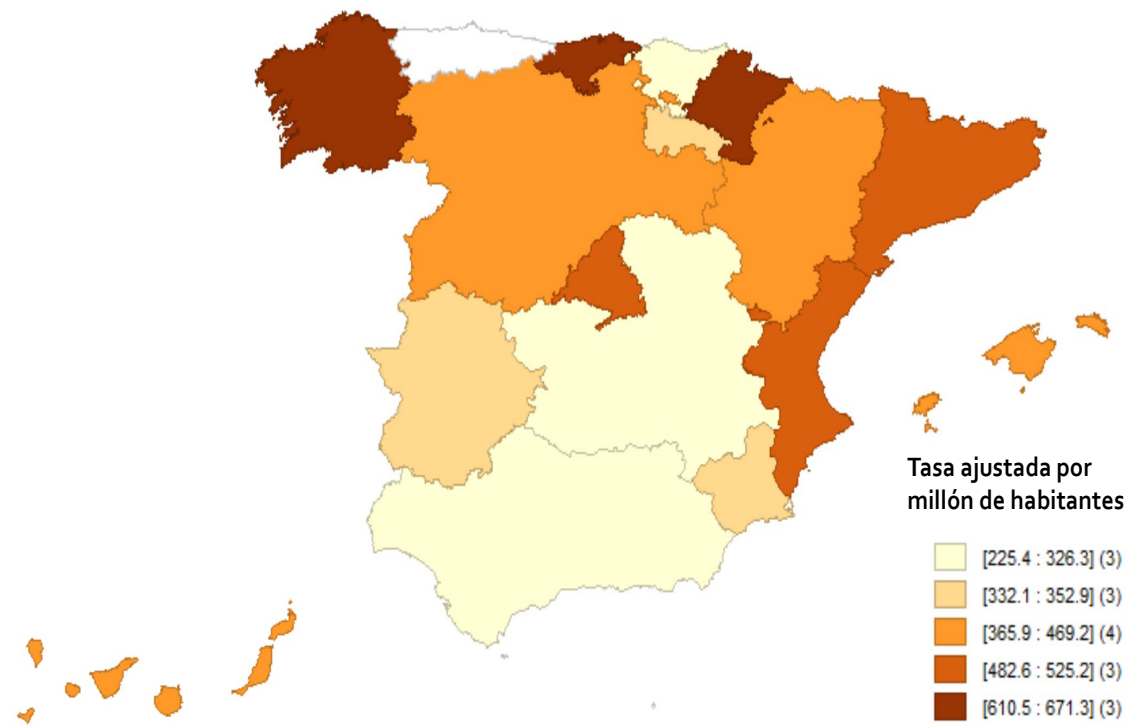 Tasa ajustada por
millón de habitantes
[225.4 : 326.3] (3)
[332.1 : 352.9] (3)
[365.9 : 469.2] (4)
[482.6 : 525.2] (3)
[610.5 : 671.3] (3)